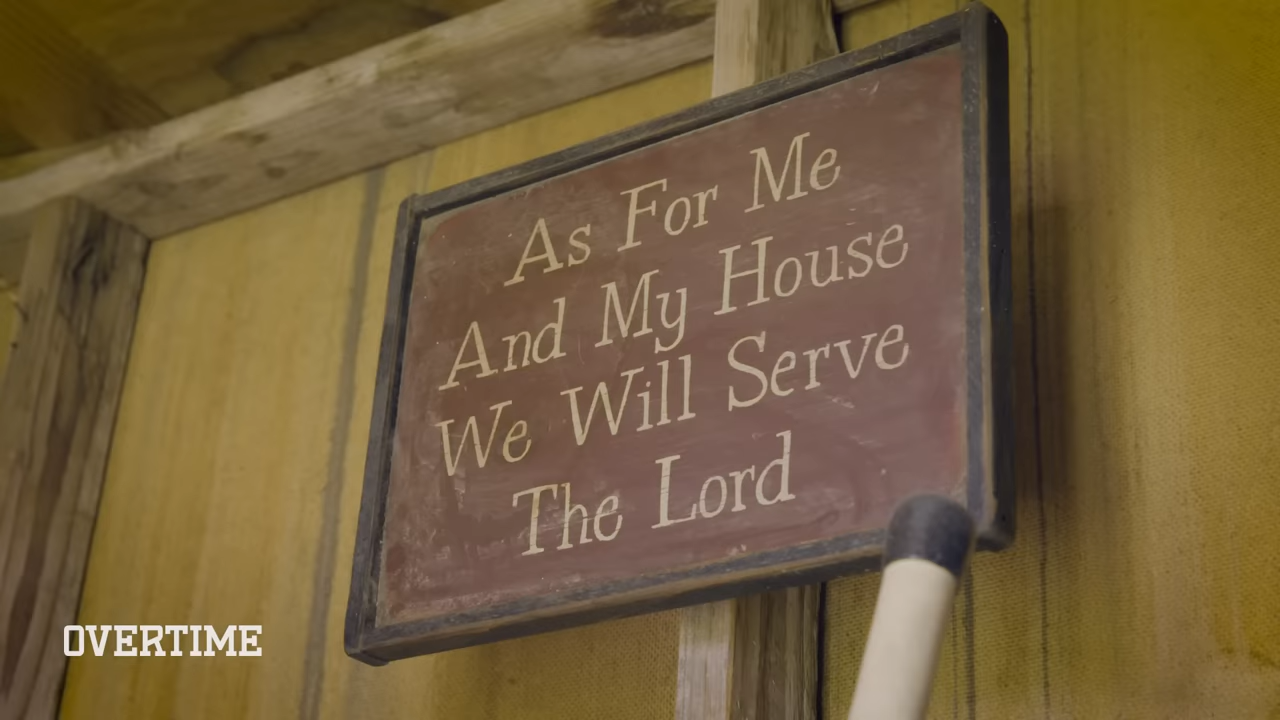 As For Me
And My House
We Will Serve
The Lord
OVERTIME